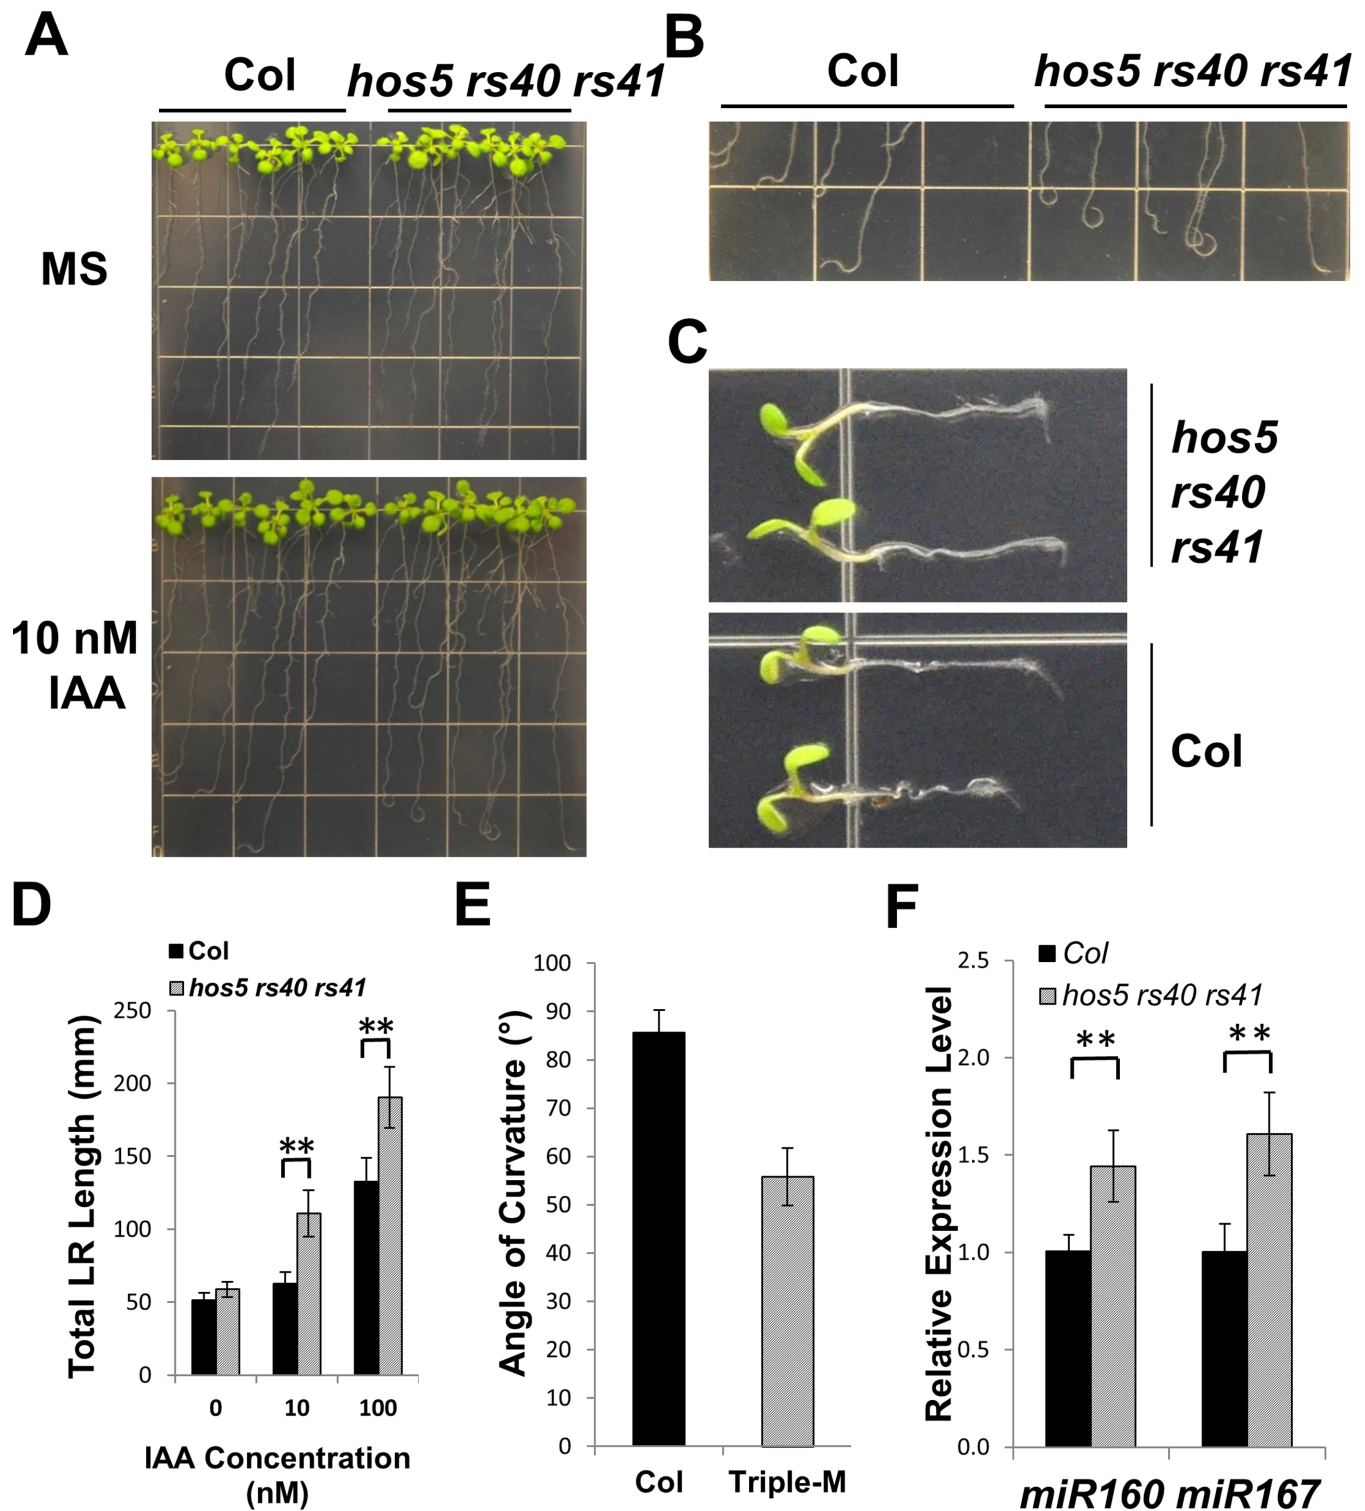 A
Col
hos5 rs40 rs41
MS
10 nM
IAA
B
Col
hos5 rs40 rs41
C
hos5
rs40
rs41
Col
D
Col
hos5 rs40 rs41
Total LR Length (mm)
250
200
150
100
50
0
**
**
0 10 100
IAA Concentration
(nM)
E
Angle of Curvature (°)
100
90
80
70
60
50
40
30
20
10
0
Col Triple-M
F
Col
hos5 rs40 rs41
Relative Expression Level
2.5
2.0
1.5
1.0
0.5
0.0
**
**
miR160 miR167